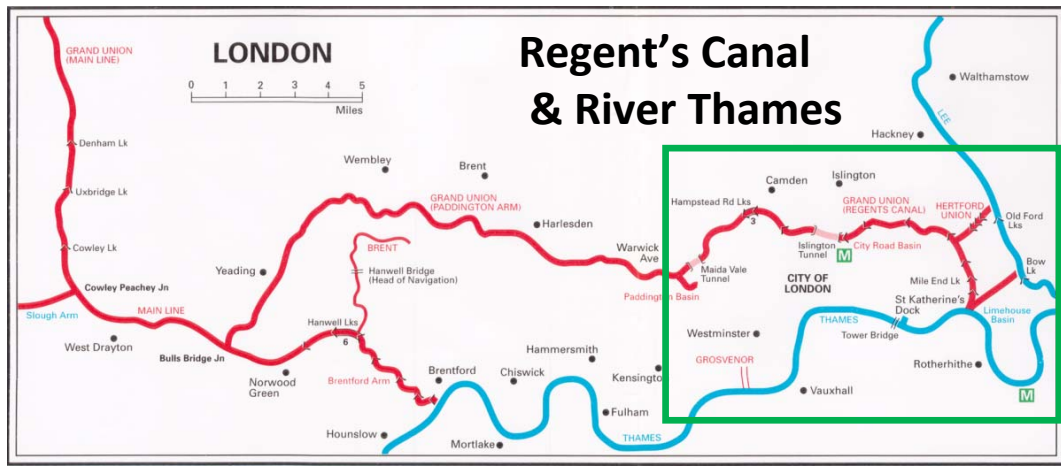 GRAND UNION
(MAIN LINE)
LONDON
0 1 2 3 4 5
Miles
Regent’s Canal
& River Thames
Walthamstow
LEE
Hackney
Denham Lk
Wembley
Brent
Camden
Islington
Uxbridge Lk
GRAND UNION
(PADDINGTON ARM)
Hampstead Rd Lks
3
GRAND UNION
(REGENTS CANAL)
HERTFORD
UNION
Old Ford
Lks
Harlesden
Cowley Lk
BRENT
Warwick
Ave
Islington
Tunnel
M
City Road Basin
Bow
Lk
Yeading
Hanwell Bridge
(Head of Navigation)
Maida Vale
Tunnel
CITY OF
LONDON
Mile End Lk
Cowley Peachey Jn
Paddington Basin
St Katherine's
Dock
Slough Arm
MAIN LINE
Limehouse
Basin
Hanwell Lks
6
THAMES
Westminster
Tower Bridge
West Drayton
Bulls Bridge Jn
Hammersmith
GROSVENOR
Rotherhithe
Norwood
Green
Brentford Arm
Brentford
Chiswick
Kensington
Vauxhall
M
Fulham
Hounslow
Mortlake
THAMES